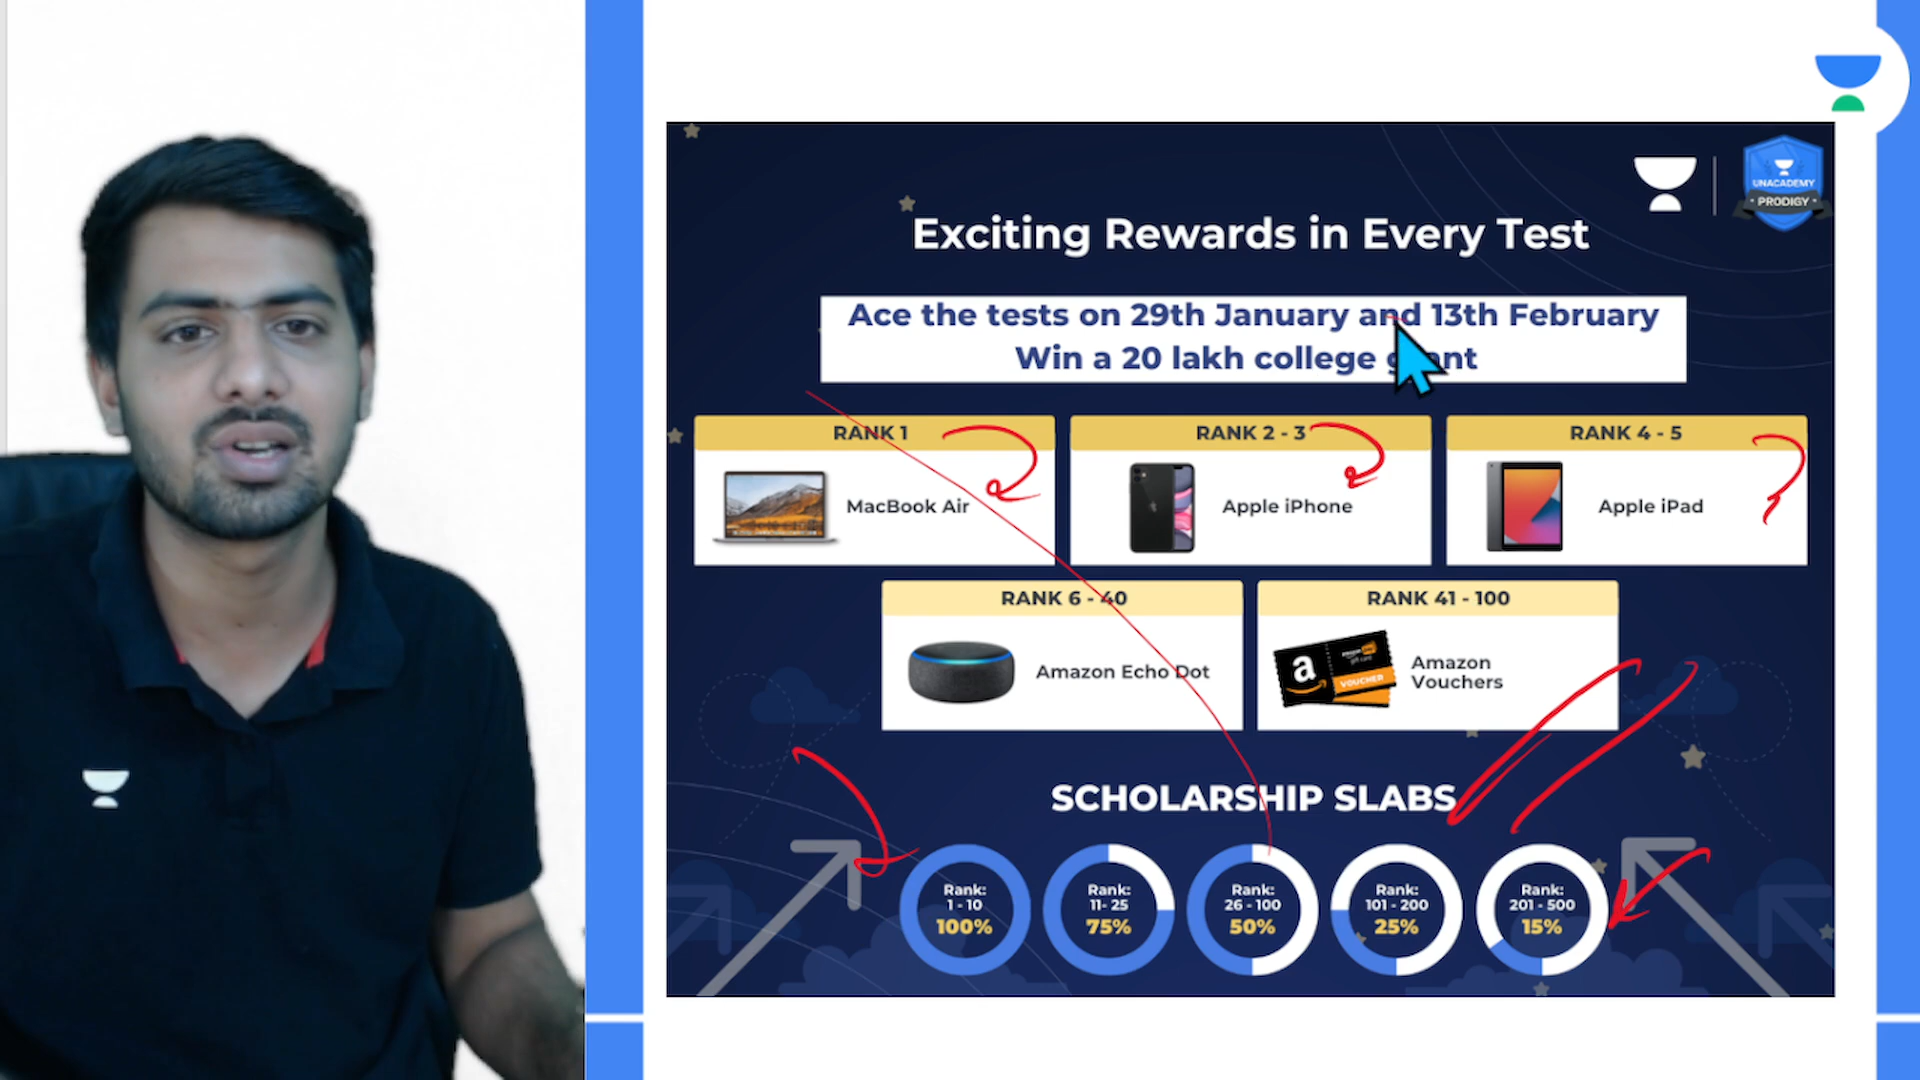 UNACADEMY
PRODIGY
Exciting Rewards in Every Test
Ace the tests on 29th January and 13th February
Win a 20 lakh college grant
RANK 1
MacBook Air
RANK 2 - 3
Apple iPhone
RANK 4 - 5
Apple iPad
RANK 6 - 40
Amazon Echo Dot
RANK 41 - 100
a
VOUCHER
Amazon
Vouchers
SCHOLARSHIP SLABS
Rank:
1 - 10
100%
Rank:
11- 25
75%
Rank:
26 - 100
50%
Rank:
101 - 200
25%
Rank:
201 - 500
15%